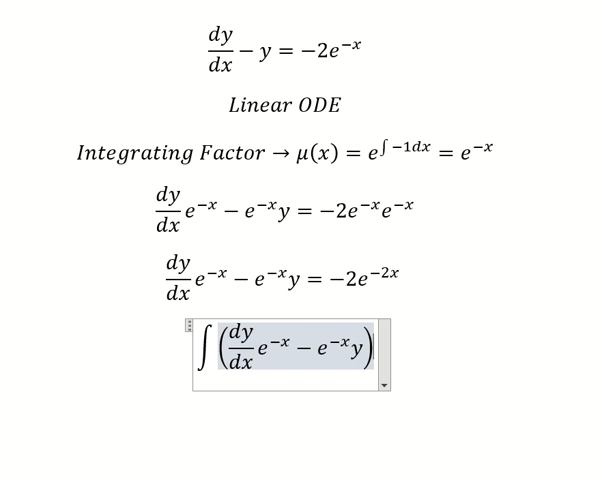 dy/dx − y = −2e^{−x}
Linear ODE
Integrating Factor → μ(x) = e^{∫ −1dx} = e^{−x}
dy/dx e^{−x} − e^{−x}y = −2e^{−x}e^{−x}
dy/dx e^{−x} − e^{−x}y = −2e^{−2x}
∫ (dy/dx e^{−x} − e^{−x}y)